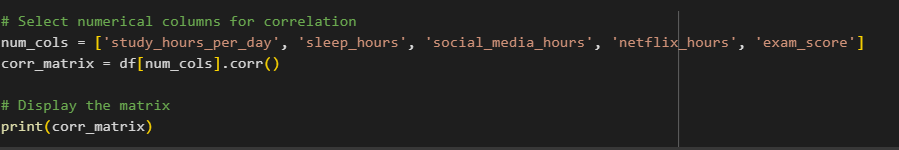 # Select numerical columns for correlation
num_cols = ['study_hours_per_day', 'sleep_hours', 'social_media_hours', 'netflix_hours', 'exam_score']
corr_matrix = df[num_cols].corr()
# Display the matrix
print(corr_matrix)